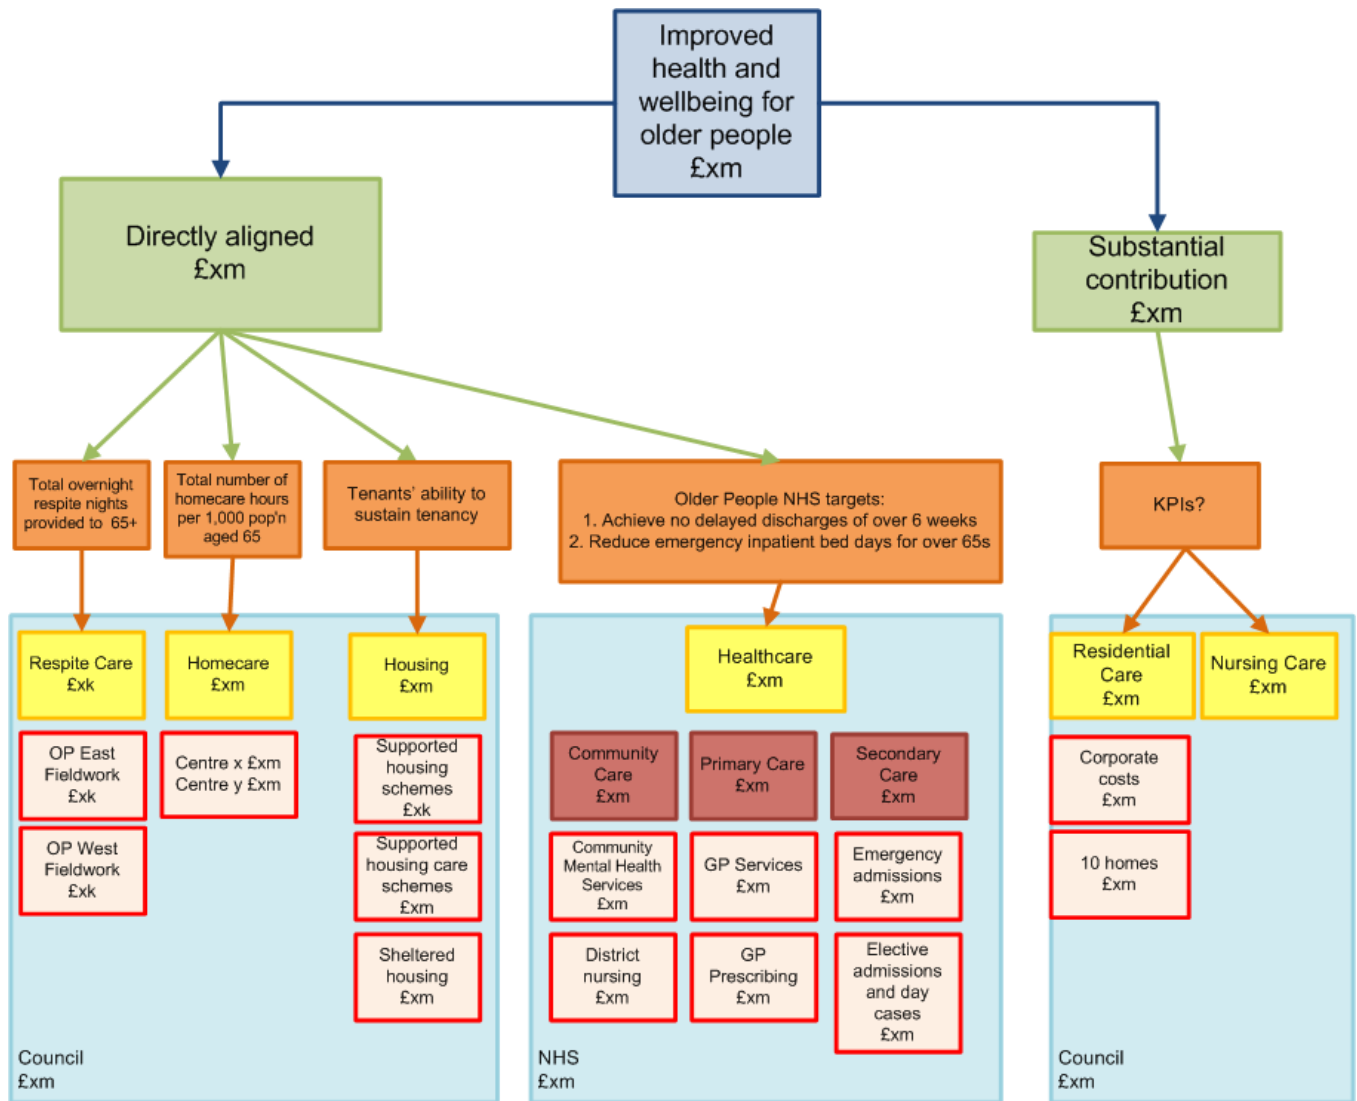 Improved
health and
wellbeing for
older people
£xm
Directly aligned
£xm
Substantial
contribution
£xm
Total overnight
respite nights
provided to 65+
Total number of
homecare hours
per 1,000 pop'n
aged 65
Tenants' ability to
sustain tenancy
Older People NHS targets:
1. Achieve no delayed discharges of over 6 weeks
2. Reduce emergency inpatient bed days for over 65s
KPIs?
Respite Care
£xk
Homecare
£xm
Housing
£xm
Healthcare
£xm
Residential
Care
£xm
Nursing Care
£xm
OP East
Fieldwork
£xk
OP West
Fieldwork
£xk
Centre x £xm
Centre y £xm
Supported
housing
schemes
£xk
Supported
housing care
schemes
£xm
Sheltered
housing
£xm
Community
Care
£xm
Primary Care
£xm
Secondary
Care
£xm
Community
Mental Health
Services
£xm
GP Services
£xm
Emergency
admissions
£xm
District
nursing
£xm
GP
Prescribing
£xm
Elective
admissions
and day
cases
£xm
Corporate
costs
£xm
10 homes
£xm
Council
£xm
NHS
£xm
Council
£xm